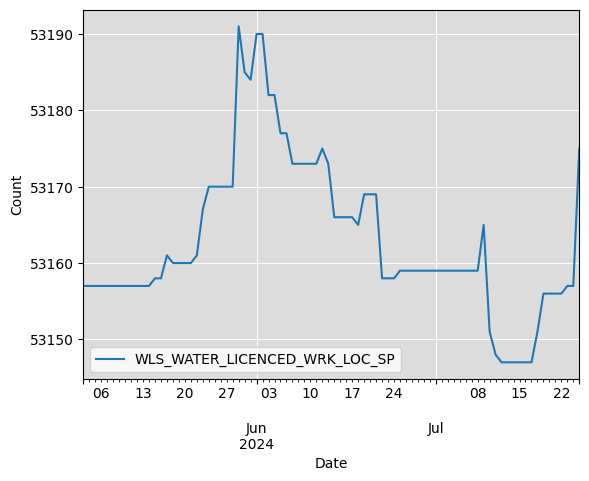 53190
53180
53170
53160
53150
Count
WLS_WATER_LICENCED_WRK_LOC_SP
06 13 20 27 03 10 17 24 08 15 22
Jun Jul
2024
Date